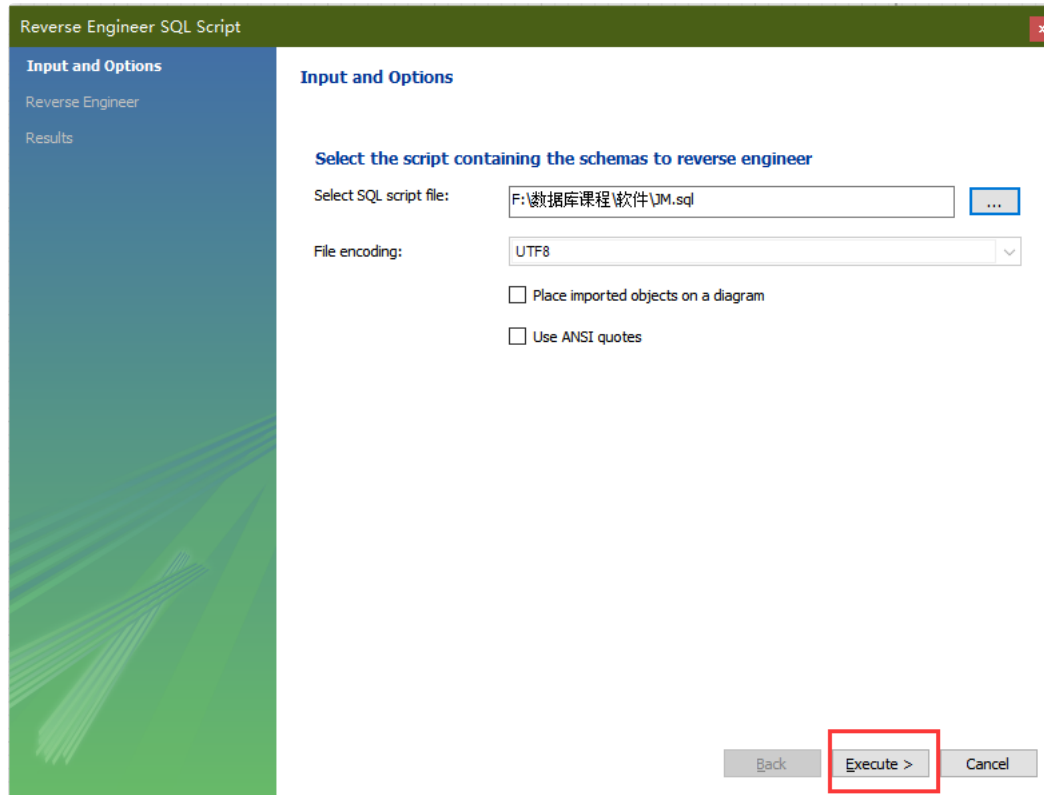 Reverse Engineer SQL Script
x
Input and Options
Reverse Engineer
Results
Input and Options
Select the script containing the schemas to reverse engineer
Select SQL script file:
F:\数据库课程\软件\JM.sql
...
File encoding:
UTF8
Place imported objects on a diagram
Use ANSI quotes
Back
Execute >
Cancel